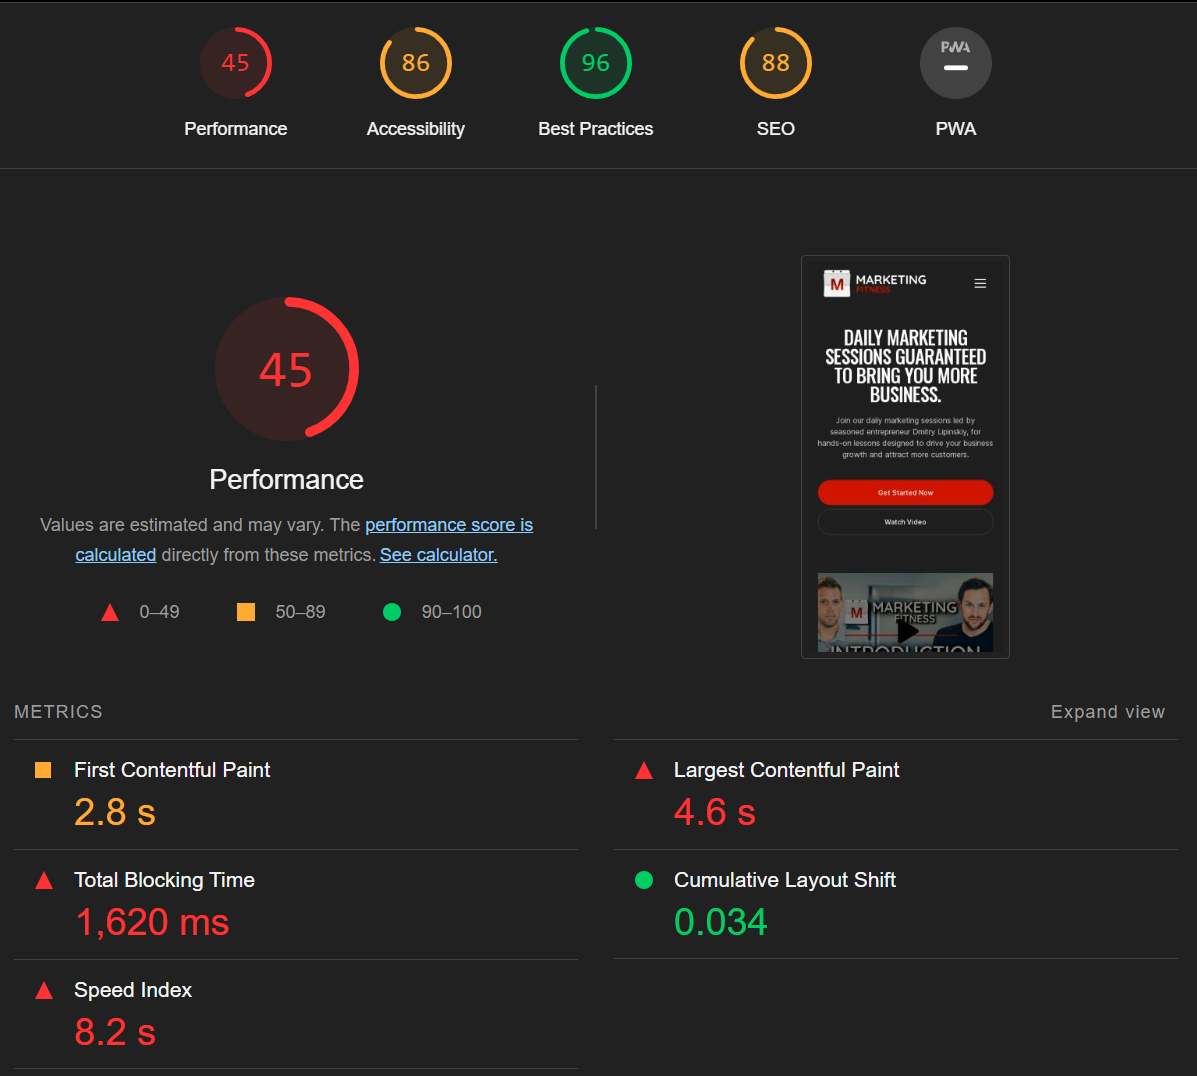 45
86
96
88
PWA
Performance
Accessibility
Best Practices
SEO
PWA
45
Performance
Values are estimated and may vary. The performance score is
calculated directly from these metrics. See calculator.
0–49
50–89
90–100
M MARKETING
FITNESS
DAILY MARKETING
SESSIONS GUARANTEED
TO BRING YOU MORE
BUSINESS.
Join our daily marketing sessions led by
seasoned entrepreneur Dmitry Lipinskiy, for
hands-on lessons designed to drive your business
growth and attract more customers.
Get Started Now
Watch Video
M MARKETING
FITNESS
INTRODUCTION
METRICS
Expand view
First Contentful Paint
2.8 s
Largest Contentful Paint
4.6 s
Total Blocking Time
1,620 ms
Cumulative Layout Shift
0.034
Speed Index
8.2 s